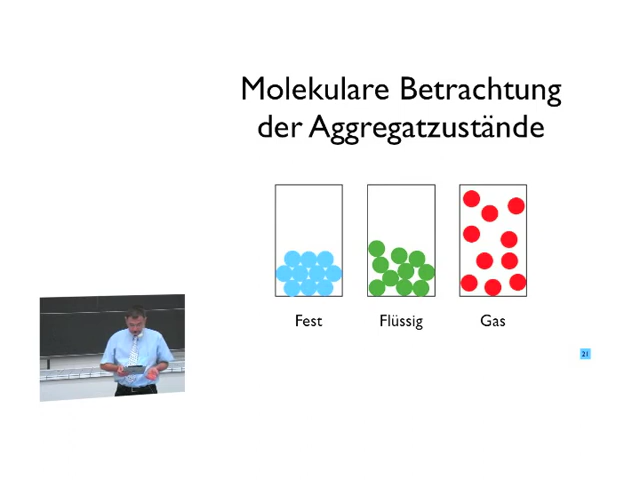 Molekulare Betrachtung
der Aggregatzustände
Fest
Flüssig
Gas
21